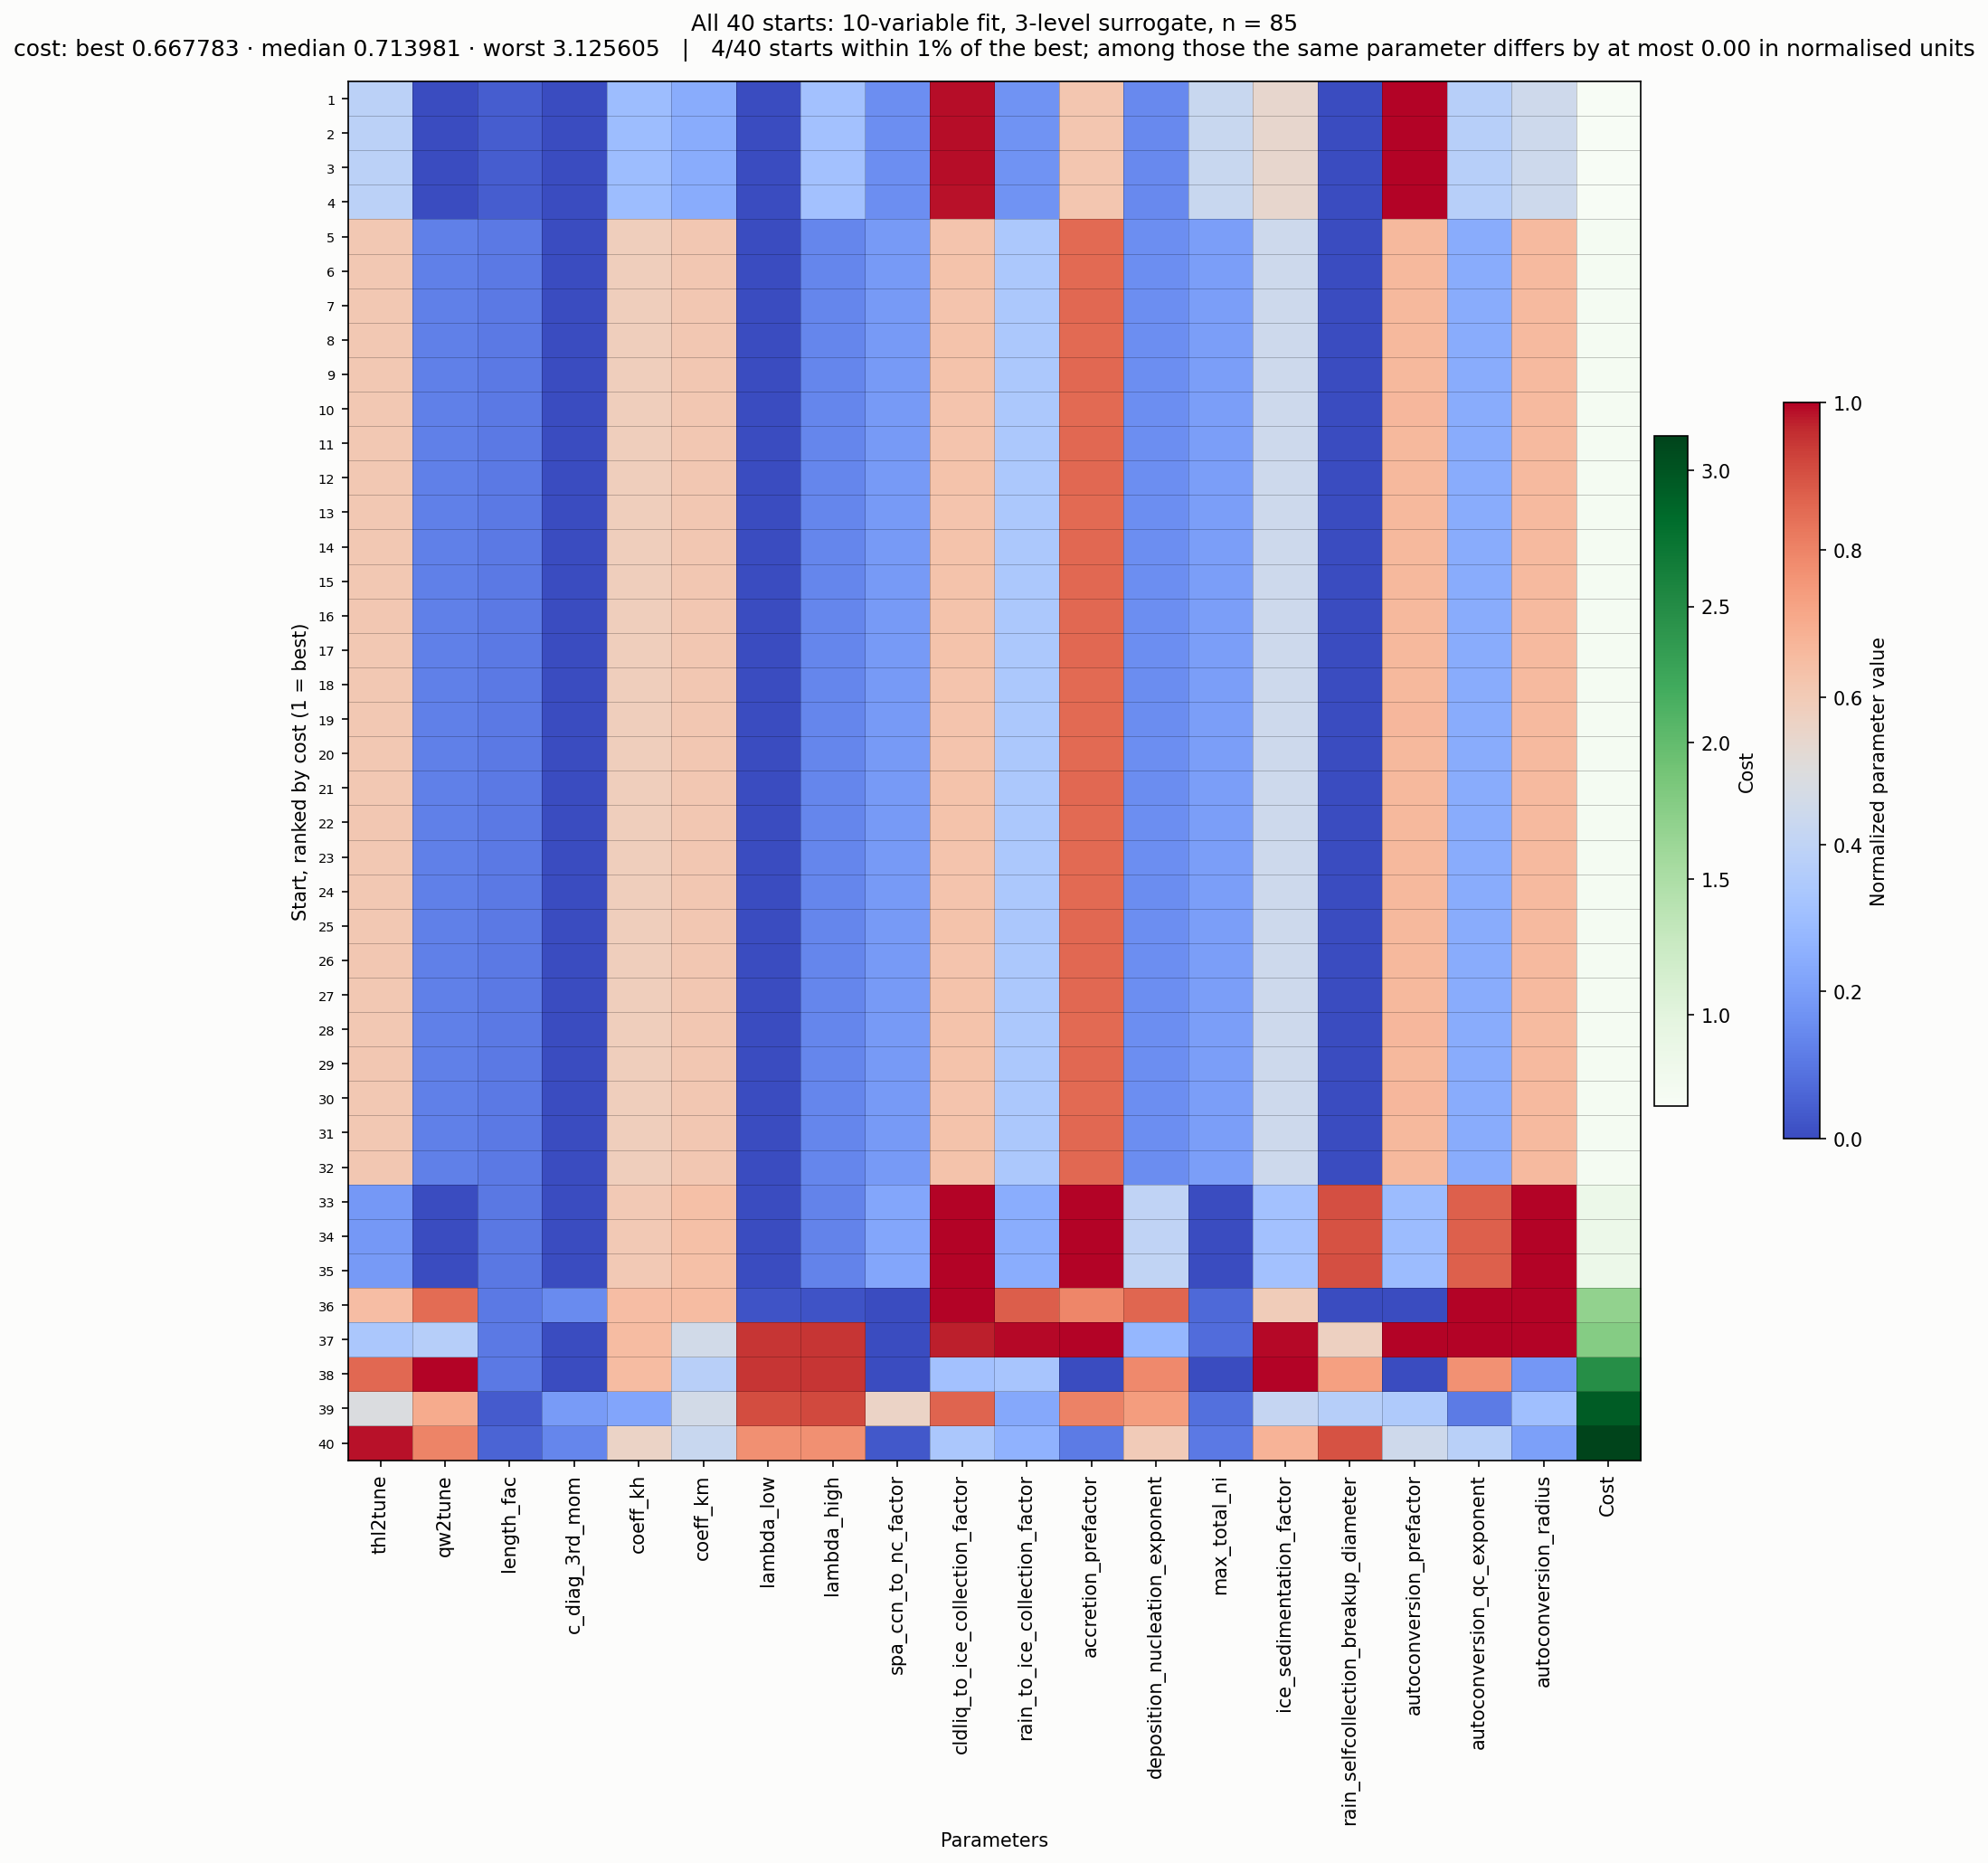 All 40 starts: 10-variable fit, 3-level surrogate, n = 85
cost: best 0.667783 · median 0.713981 · worst 3.125605   |   4/40 starts within 1% of the best; among those the same parameter differs by at most 0.00 in normalised units
Start, ranked by cost (1 = best)
1
2
3
4
5
6
7
8
9
10
11
12
13
14
15
16
17
18
19
20
21
22
23
24
25
26
27
28
29
30
31
32
33
34
35
36
37
38
39
40
thl2tune
qw2tune
length_fac
c_diag_3rd_mom
coeff_kh
coeff_km
lambda_low
lambda_high
spa_ccn_to_nc_factor
cldliq_to_ice_collection_factor
rain_to_ice_collection_factor
accretion_prefactor
deposition_nucleation_exponent
max_total_ni
ice_sedimentation_factor
rain_selfcollection_breakup_diameter
autoconversion_prefactor
autoconversion_qc_exponent
autoconversion_radius
Cost
Parameters
3.0
2.5
2.0
1.5
1.0
Cost
1.0
0.8
0.6
0.4
0.2
0.0
Normalized parameter value